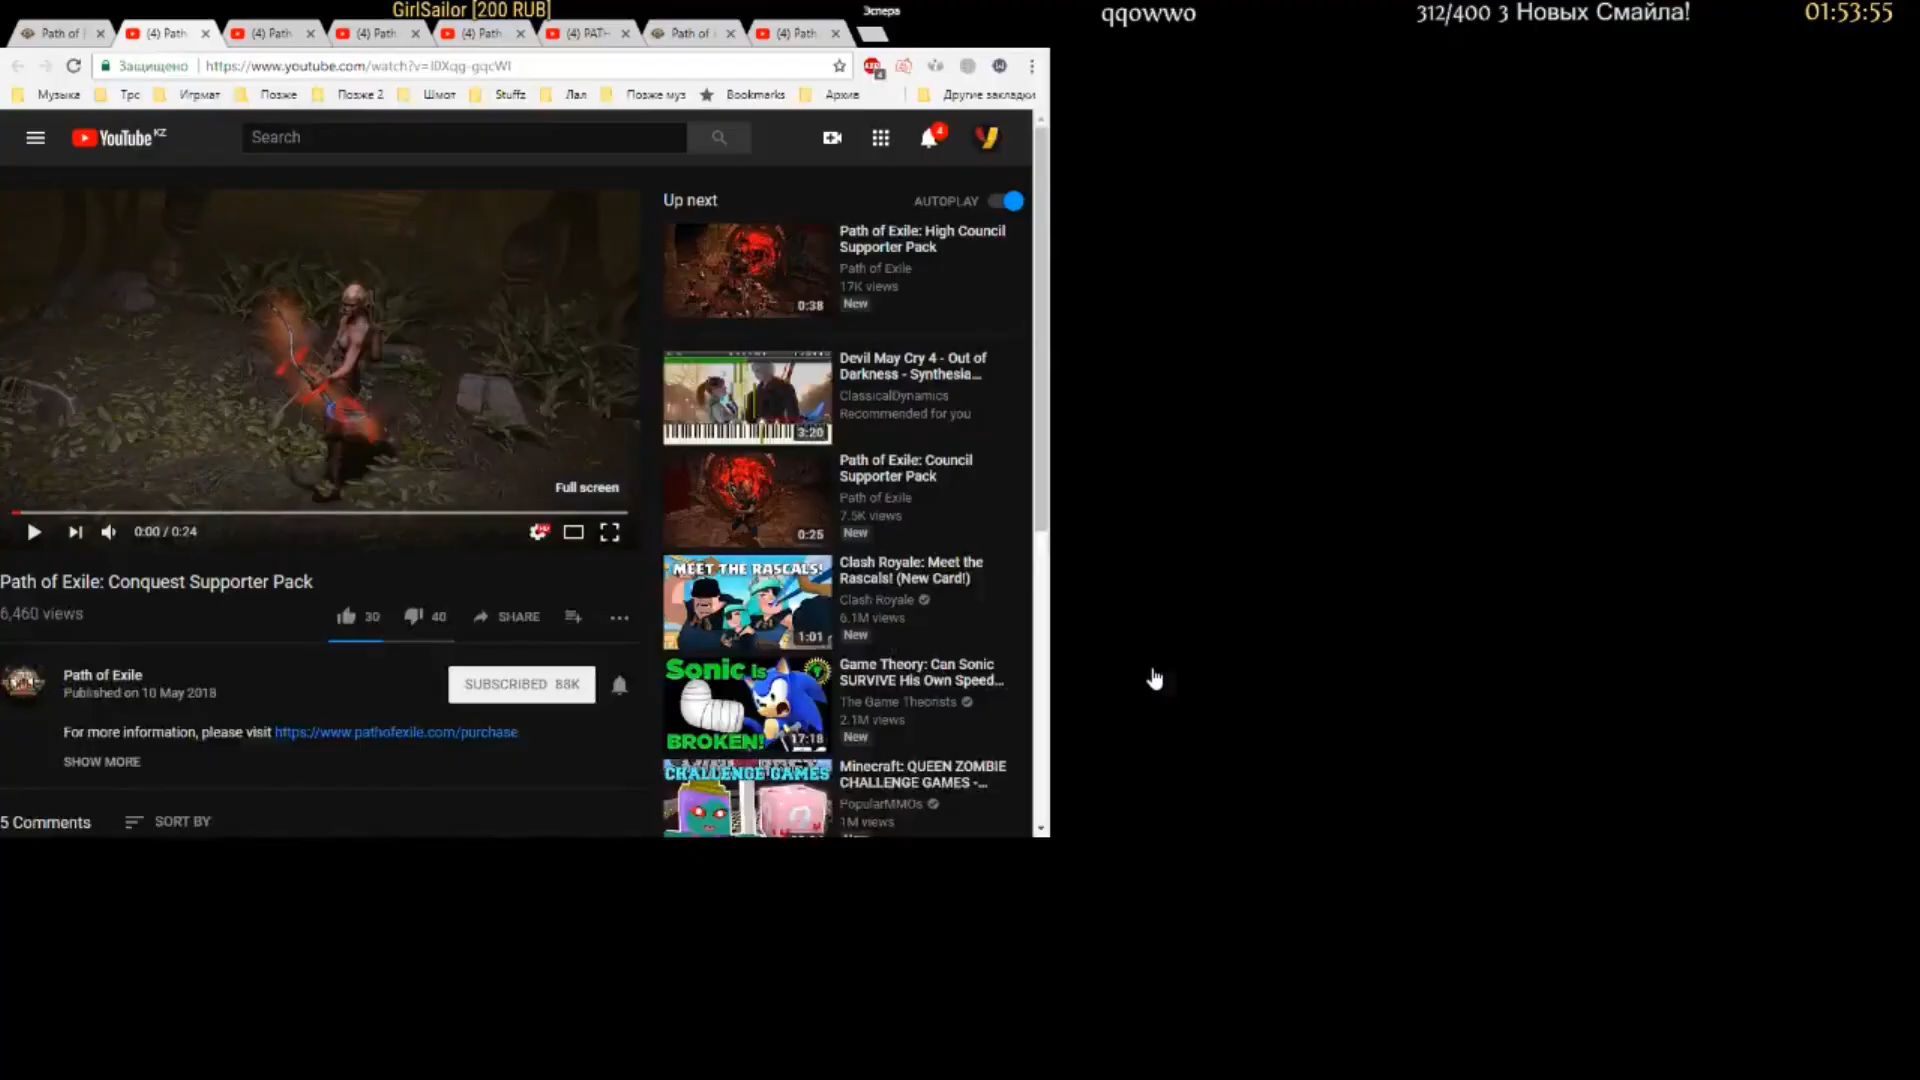 GirlSailor [200 RUB]
Эспера
qqowwo
312/400 3 Новых Смайла!
01:53:55
Path of
(4) Path
(4) Path
(4) Path
(4) Path
(4) PATH
Path of
(4) Path
Защищено
https://www.youtube.com/watch?v=
Музыка
Трс
Игрмат
Позже
Позже 2
Шмот
Stuffz
Лал
Позже муз
Bookmarks
Архив
Другие закладки
YouTube KZ
Search
4
Up next
AUTOPLAY
Path of Exile: High Council
Supporter Pack
Path of Exile
17K views
New
0:38
Devil May Cry 4 - Out of
Darkness - Synthesia...
ClassicalDynamics
Recommended for you
3:20
Path of Exile: Council
Supporter Pack
Path of Exile
7.5K views
New
0:25
MEET THE RASCALS!
Clash Royale: Meet the
Rascals! (New Card!)
Clash Royale
6.1M views
New
1:01
Sonic is
BROKEN!
17:18
Game Theory: Can Sonic
SURVIVE His Own Speed...
The Game Theorists
2.1M views
New
CHALLENGE GAMES
Minecraft: QUEEN ZOMBIE
CHALLENGE GAMES -...
PopularMMOs
1M views
Full screen
0:00 / 0:24
Path of Exile: Conquest Supporter Pack
6,460 views
30
40
SHARE
Path of Exile
Published on 10 May 2018
SUBSCRIBED 88K
For more information, please visit https://www.pathofexile.com/purchase
SHOW MORE
5 Comments
SORT BY